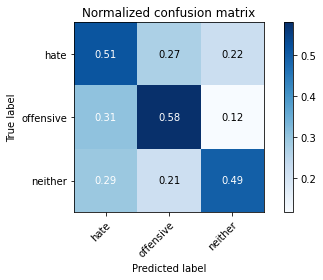 Normalized confusion matrix
hate 0.51 0.27 0.22
offensive 0.31 0.58 0.12
neither 0.29 0.21 0.49
hate offensive neither
True label
Predicted label
0.5
0.4
0.3
0.2